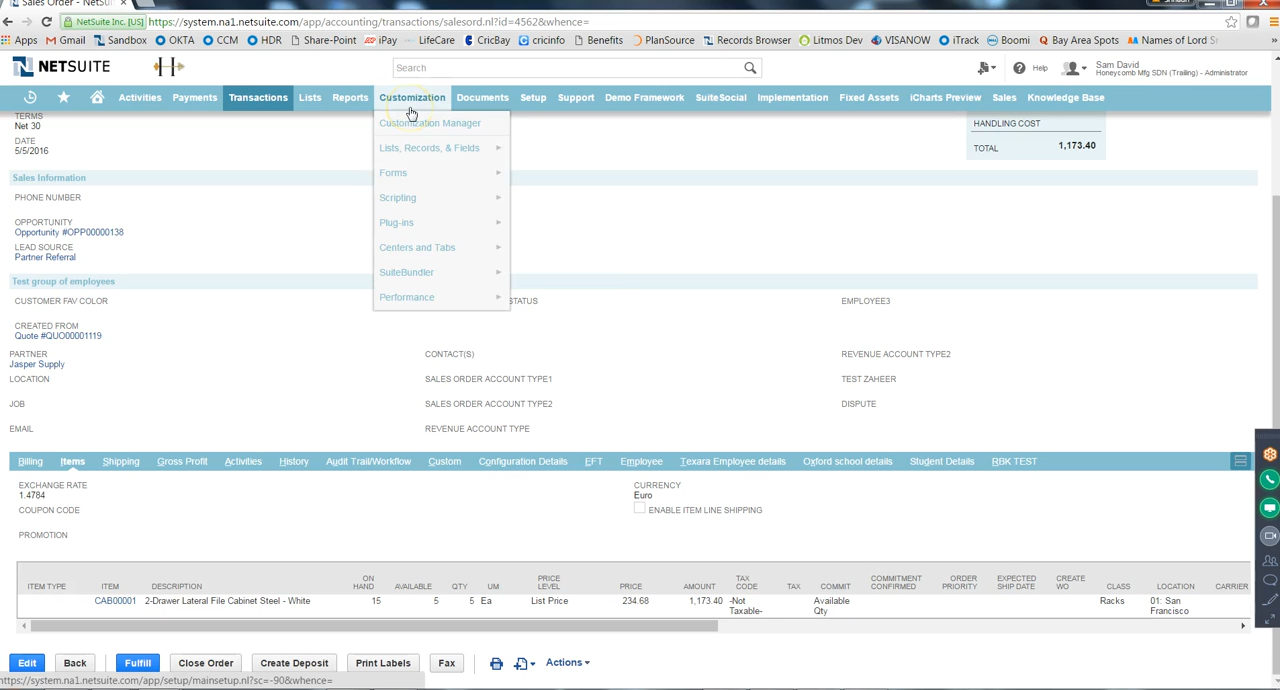 Sales Order - NetSu
NetSuite Inc. [US] https://system.na1.netsuite.com/app/accounting/transactions/salesord.nl?id=4562&whence=
Apps Gmail Sandbox OKTA CCM HDR Share-Point iPay LifeCare CricBay cricinfo Benefits PlanSource Records Browser Litmos Dev VISANOW iTrack Boomi Bay Area Spots Names of Lord S
NETSUITE Search Help Sam David
Honeycomb Mfg SDN (Trailing) - Administrator
Activities Payments Transactions Lists Reports Customization Documents Setup Support Demo Framework SuiteSocial Implementation Fixed Assets iCharts Preview Sales Knowledge Base
Customization Manager
Lists, Records, & Fields
Forms
Scripting
Plug-ins
Centers and Tabs
SuiteBundler
Performance
TERMS
Net 30
DATE
5/5/2016
HANDLING COST
TOTAL 1,173.40
Sales Information
PHONE NUMBER
OPPORTUNITY
Opportunity #OPP00000138
LEAD SOURCE
Partner Referral
Test group of employees
CUSTOMER FAV COLOR STATUS EMPLOYEE3
CREATED FROM
Quote #QUO00001119
PARTNER CONTACT(S) REVENUE ACCOUNT TYPE2
Jasper Supply
LOCATION SALES ORDER ACCOUNT TYPE1 TEST ZAHEER
JOB SALES ORDER ACCOUNT TYPE2 DISPUTE
EMAIL REVENUE ACCOUNT TYPE
Billing Items Shipping Gross Profit Activities History Audit Trail/Workflow Custom Configuration Details EFT Employee Texara Employee details Oxford school details Student Details RBK TEST
EXCHANGE RATE CURRENCY
1.4784 Euro
COUPON CODE ENABLE ITEM LINE SHIPPING
PROMOTION
ITEM TYPE ITEM DESCRIPTION ON HAND AVAILABLE QTY UM PRICE LEVEL PRICE AMOUNT TAX CODE TAX COMMIT COMMITMENT CONFIRMED ORDER PRIORITY EXPECTED SHIP DATE CREATE WO CLASS LOCATION CARRIER
CAB00001 2-Drawer Lateral File Cabinet Steel - White 15 5 5 Ea List Price 234.68 1,173.40 -Not Taxable- Available Qty Racks 01: San Francisco
Edit Back Fulfill Close Order Create Deposit Print Labels Fax Actions
https://system.na1.netsuite.com/app/setup/mainsetup.nl?sc=-90&whence=